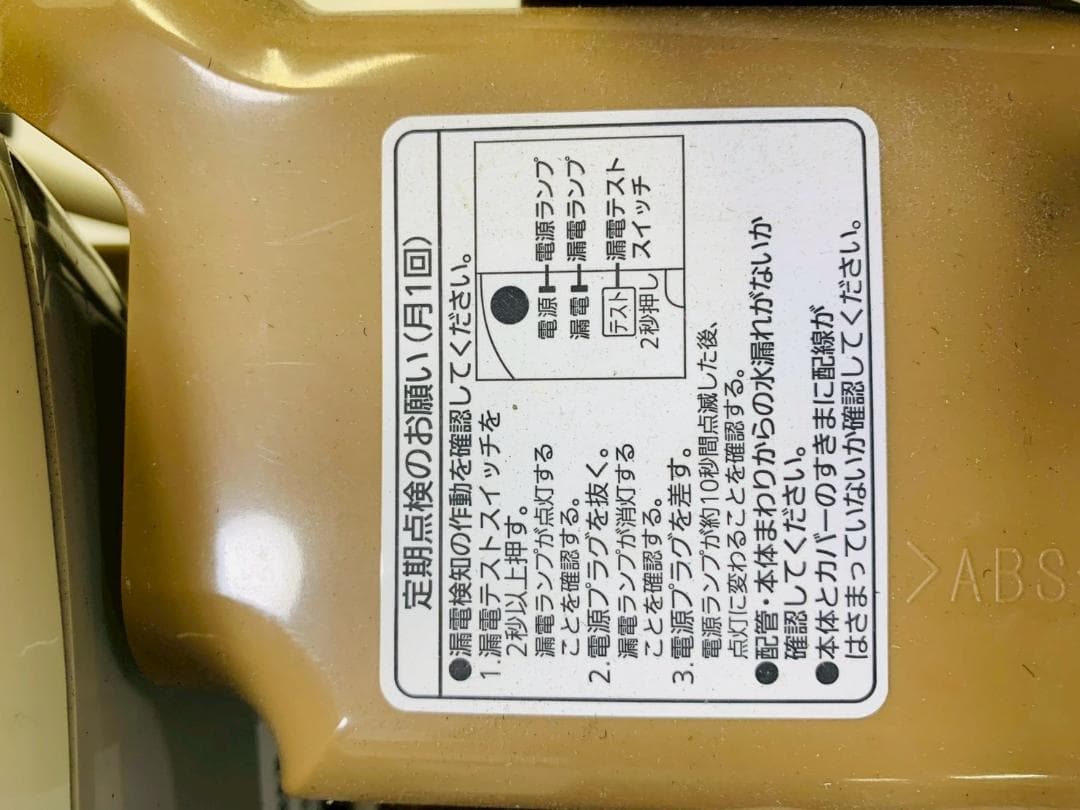 定期点検のお願い(月1回)
●漏電検知の作動を確認してください。
1.漏電テストスイッチを
2秒以上押す。
漏電ランプが点灯する
ことを確認する。
2.電源プラグを抜く。
漏電ランプが消灯する
ことを確認する。
3.電源プラグを差す。
電源ランプが約10秒間点滅した後、
点灯に変わることを確認する。
電源 電源ランプ
漏電 漏電ランプ
テスト 漏電テスト
2秒押し スイッチ
●配管・本体まわりからの水漏れがないか
確認してください。
●本体とカバーのすきまに配線が
はさまっていないか確認してください。
>ABS